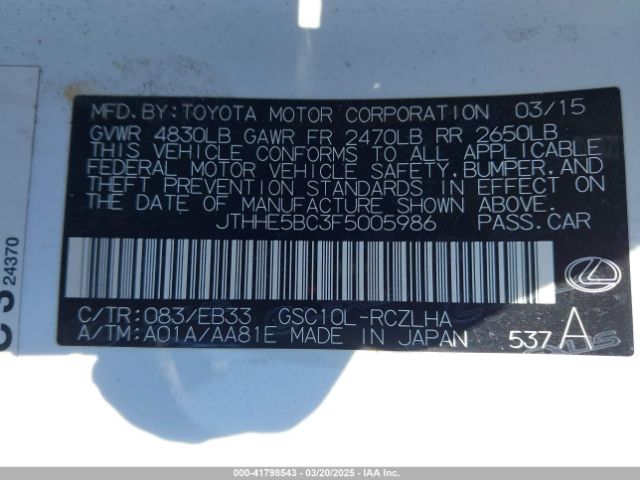 MFD.BY:TOYOTA MOTOR CORPORATION 03/15
GVWR 4830LB GAWR FR 2470LB RR 2650LB
THIS VEHICLE CONFORMS TO ALL APPLICABLE
FEDERAL MOTOR VEHICLE SAFETY,BUMPER,AND
THEFT PREVENTION STANDARDS IN EFFECT ON
THE DATE OF MANUFACTURE SHOWN ABOVE.
JTHHE5BC3F5005986 PASS.CAR
C/TR:083/EB33 GSC10L-RCZLHA
A/TM:A01A/AA81E MADE IN JAPAN 537 A
24370
000-41798543 - 03/20/2025 - IAAI.COM